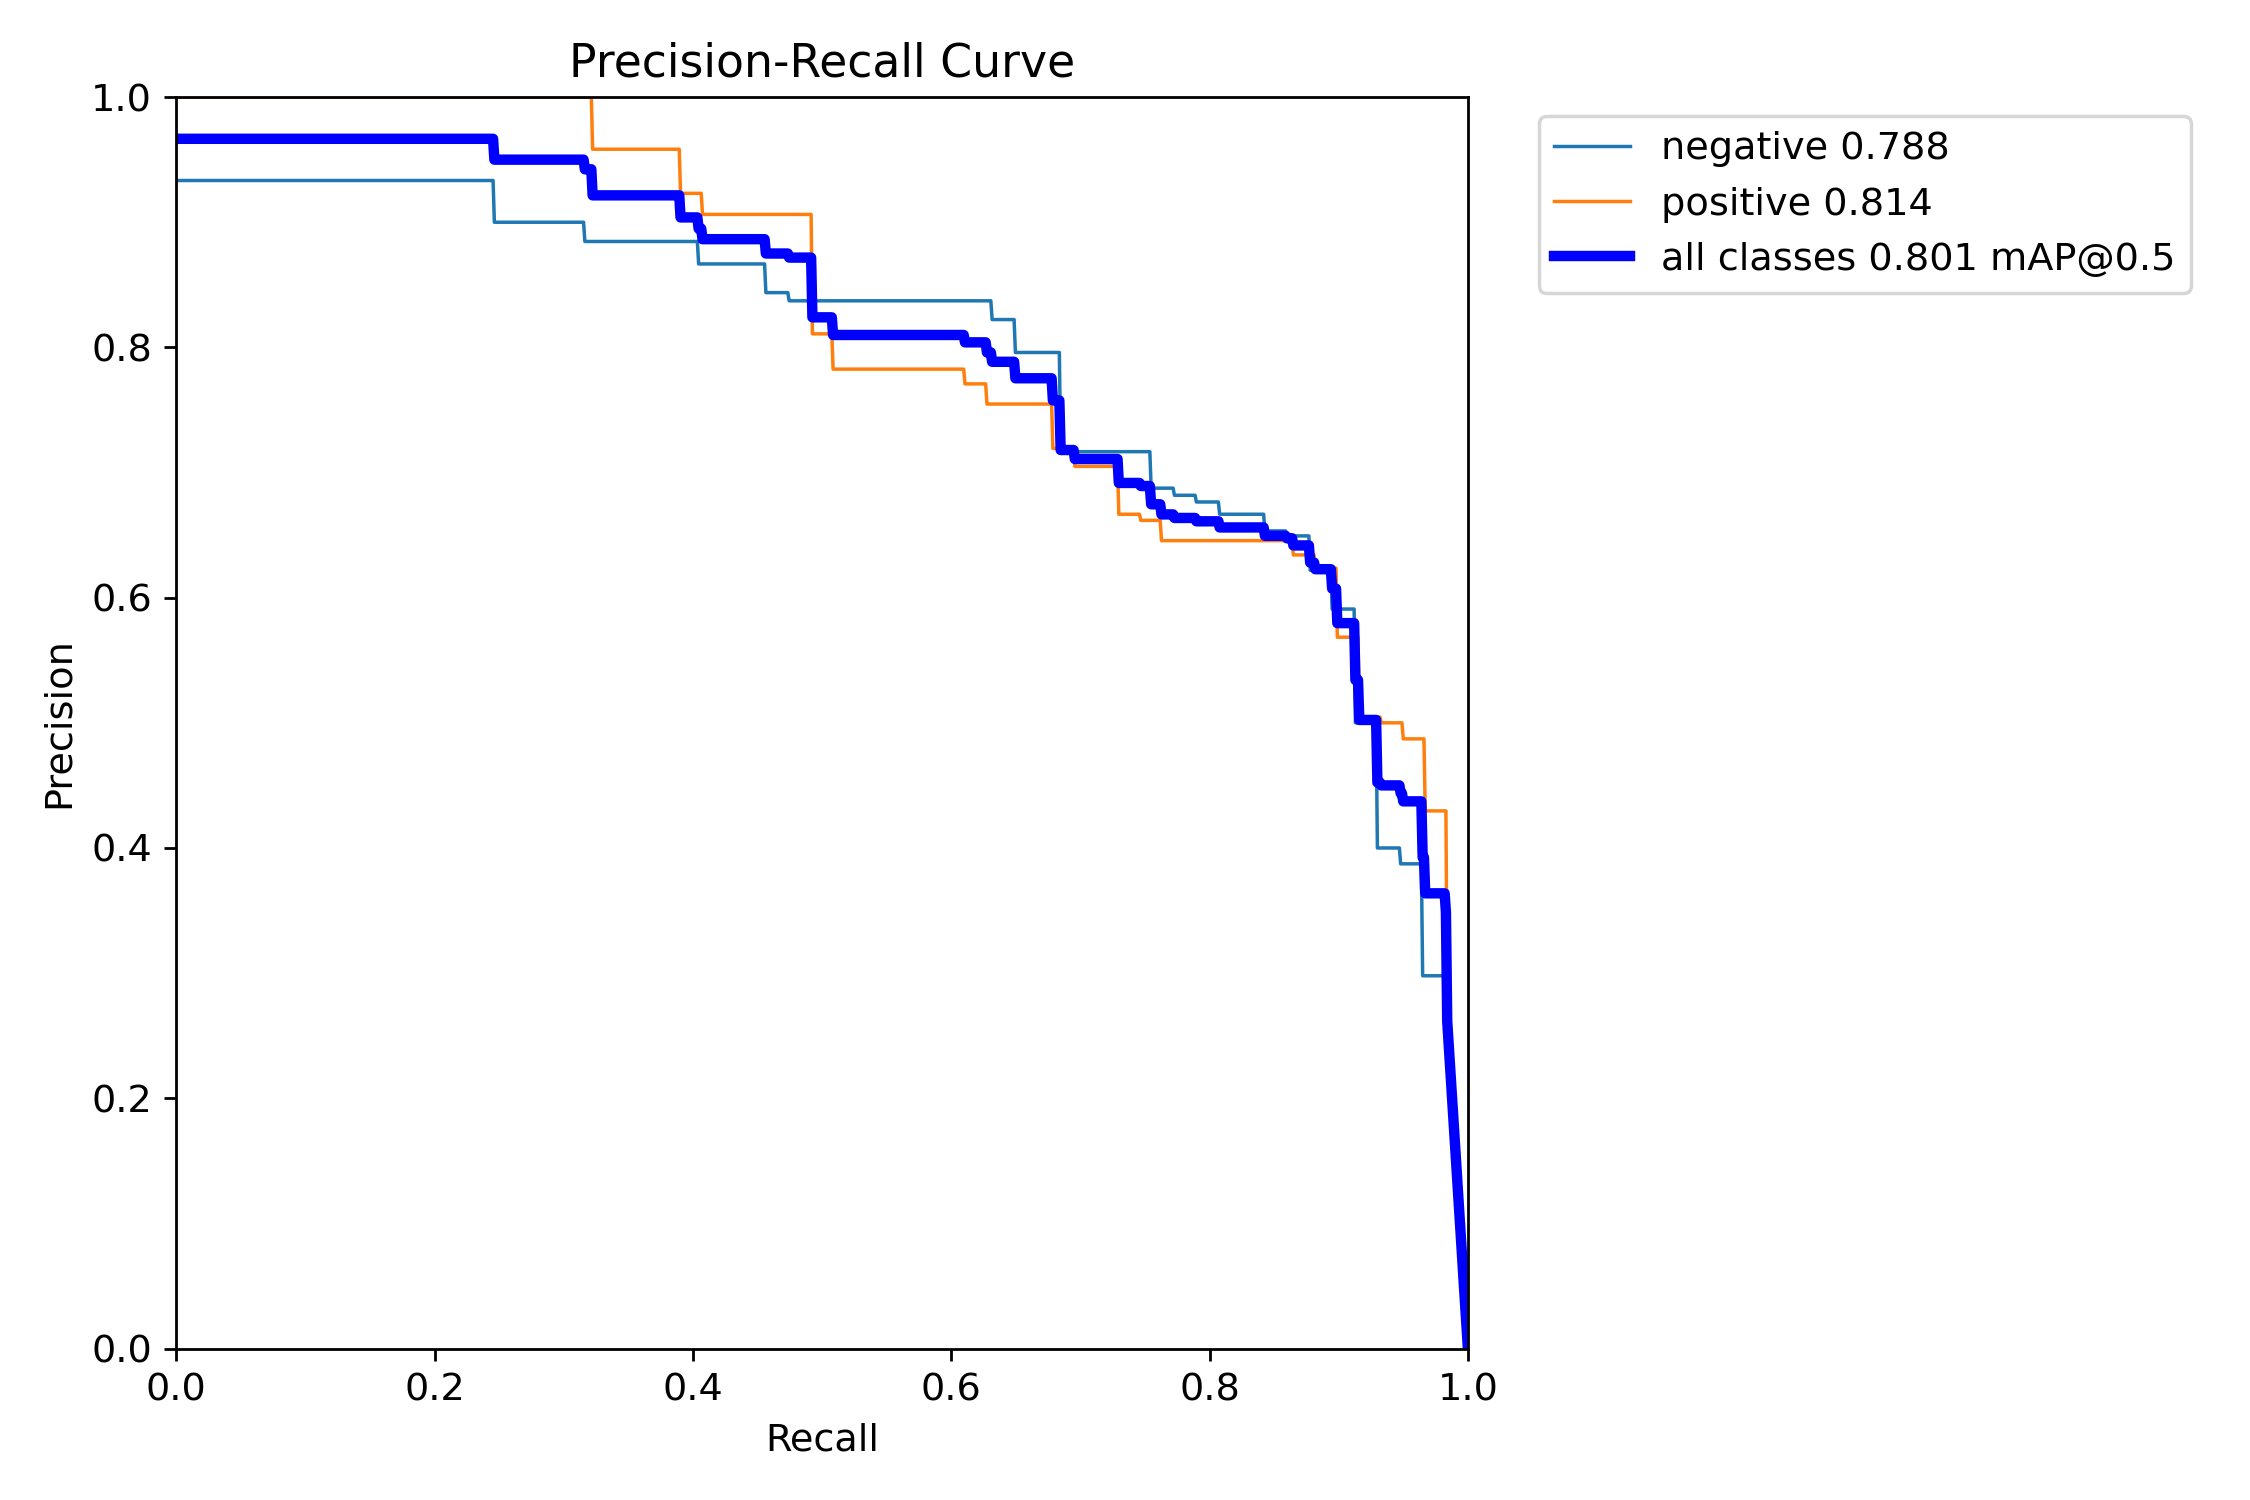 Precision-Recall Curve
1.0
0.8
0.6
0.4
0.2
0.0
Precision
0.0 0.2 0.4 0.6 0.8 1.0
Recall
negative 0.788
positive 0.814
all classes 0.801 mAP@0.5